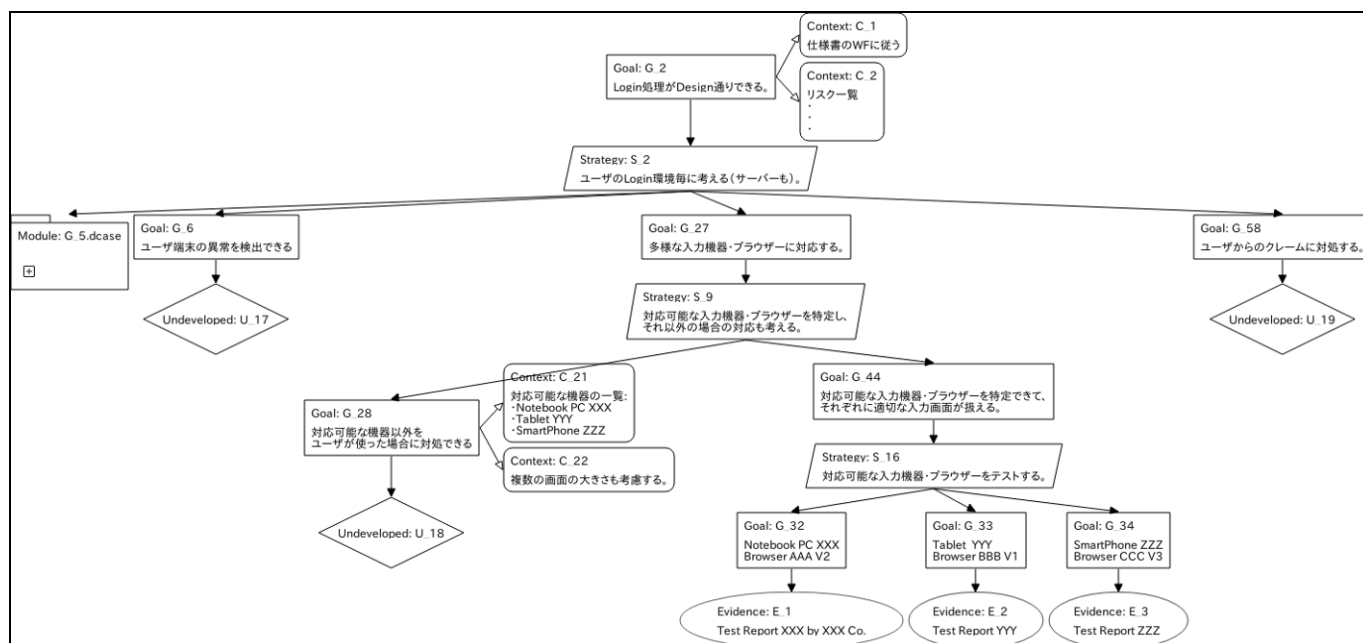 Context: C_1
仕様書のWFに従う
Goal: G_2
Login処理がDesign通りできる。
Context: C_2
リスク一覧
・
・
・
Strategy: S_2
ユーザのLogin環境毎に考える（サーバーも）。
Module: G_5.dcase
Goal: G_6
ユーザ端末の異常を検出できる
Goal: G_27
多様な入力機器・ブラウザーに対応する。
Goal: G_58
ユーザからのクレームに対処する。
Undeveloped: U_17
Strategy: S_9
対応可能な入力機器・ブラウザーを特定し、
それ以外の場合の対応も考える。
Undeveloped: U_19
Context: C_21
対応可能な機器の一覧:
・Notebook PC XXX
・Tablet YYY
・SmartPhone ZZZ
Goal: G_44
対応可能な入力機器・ブラウザーを特定できて、
それぞれに適切な入力画面が扱える。
Goal: G_28
対応可能な機器以外を
ユーザが使った場合に対処できる
Context: C_22
複数の画面の大きさも考慮する。
Strategy: S_16
対応可能な入力機器・ブラウザーをテストする。
Undeveloped: U_18
Goal: G_32
Notebook PC XXX
Browser AAA V2
Goal: G_33
Tablet YYY
Browser BBB V1
Goal: G_34
SmartPhone ZZZ
Browser CCC V3
Evidence: E_1
Test Report XXX by XXX Co.
Evidence: E_2
Test Report YYY
Evidence: E_3
Test Report ZZZ